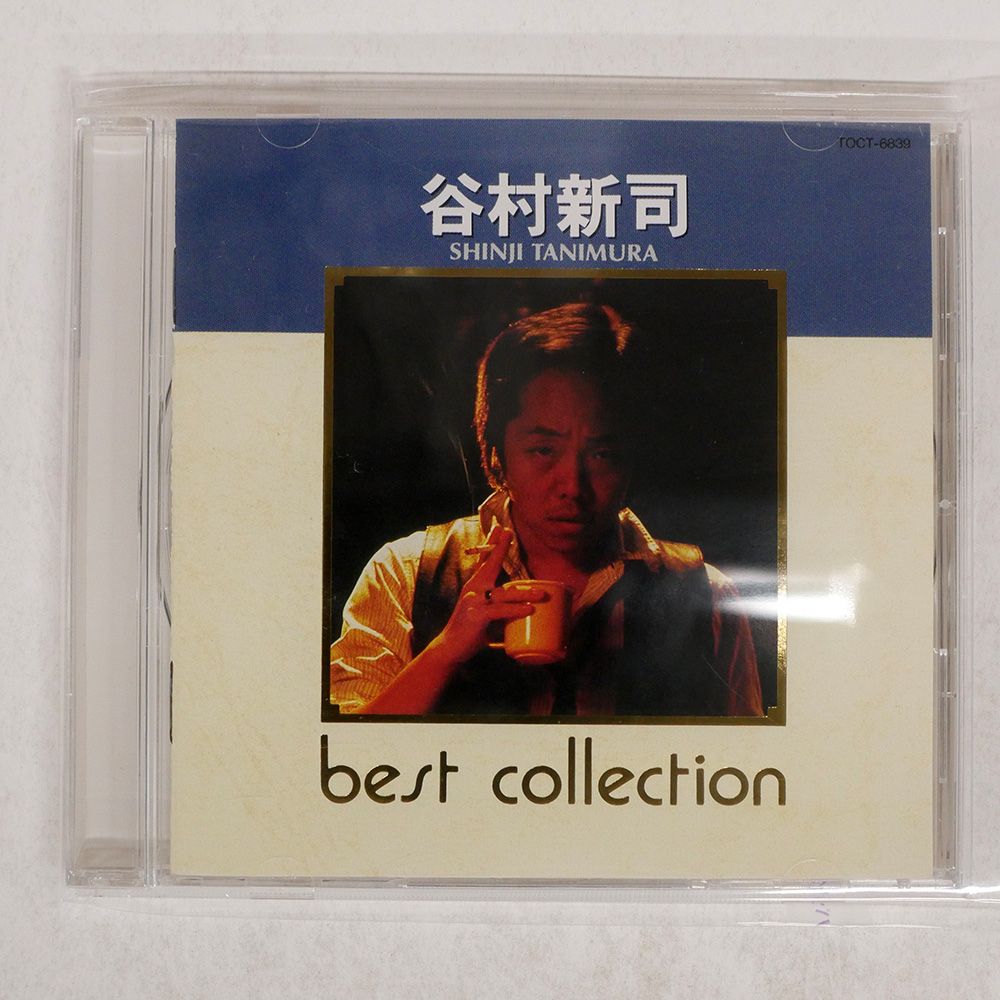 TOCT-6839
谷村新司
SHINJI TANIMURA
best collection